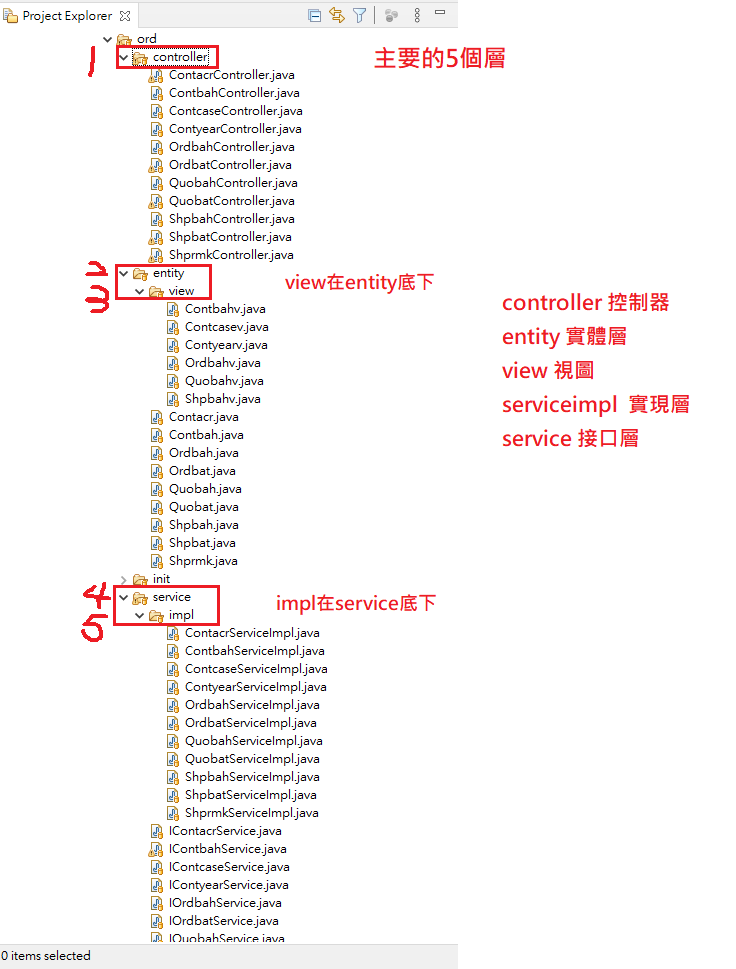 Project Explorer
ord
1
controller
主要的5個層
ContacrController.java
ContbahController.java
ContcaseController.java
ContyearController.java
OrdbahController.java
OrdbatController.java
QuobahController.java
QuobatController.java
ShpbahController.java
ShpbatController.java
ShprmkController.java
2
entity
view在entity底下
3
view
Contbahv.java
controller 控制器
Contcasev.java
entity 實體層
Contyearv.java
Ordbahv.java
view 視圖
Quobahv.java
Shpbahv.java
serviceimpl 實現層
Contacr.java
Contbah.java
service 接口層
Ordbah.java
Ordbat.java
Quobah.java
Quobat.java
Shpbah.java
Shpbat.java
Shprmk.java
init
4
service
impl在service底下
5
impl
ContacrServiceImpl.java
ContbahServiceImpl.java
ContcaseServiceImpl.java
ContyearServiceImpl.java
OrdbahServiceImpl.java
OrdbatServiceImpl.java
QuobahServiceImpl.java
QuobatServiceImpl.java
ShpbahServiceImpl.java
ShpbatServiceImpl.java
ShprmkServiceImpl.java
IContacrService.java
IContbahService.java
IContcaseService.java
IContyearService.java
IOrdbahService.java
IOrdbatService.java
IQuobahService.java
0 items selected